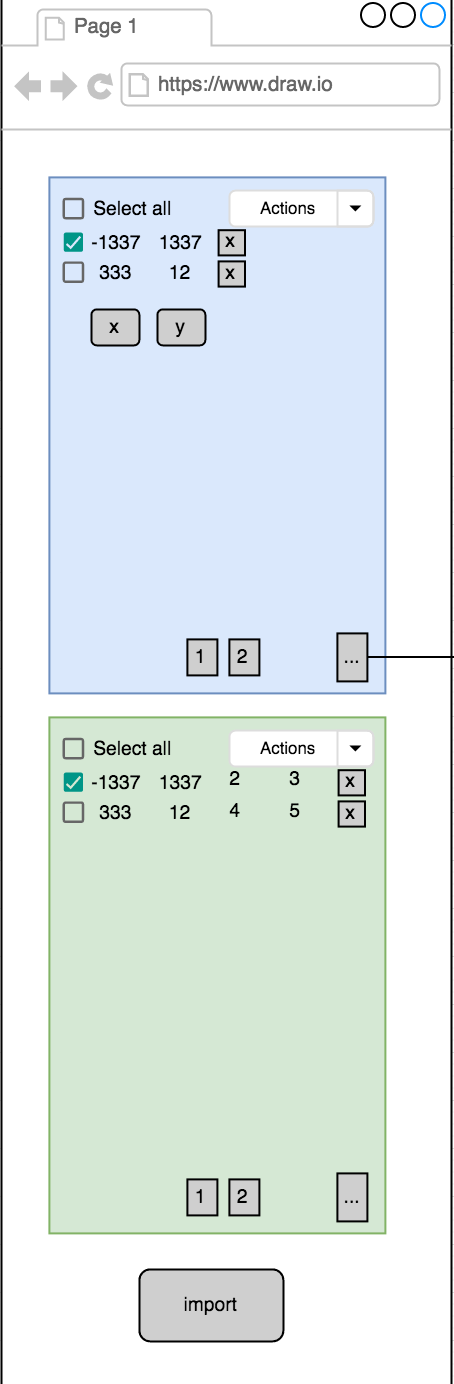 Page 1
https://www.draw.io
Select all Actions
-1337 1337 x
333 12 x
x y
1 2 ...
Select all Actions
-1337 1337 2 3 x
333 12 4 5 x
1 2 ...
import